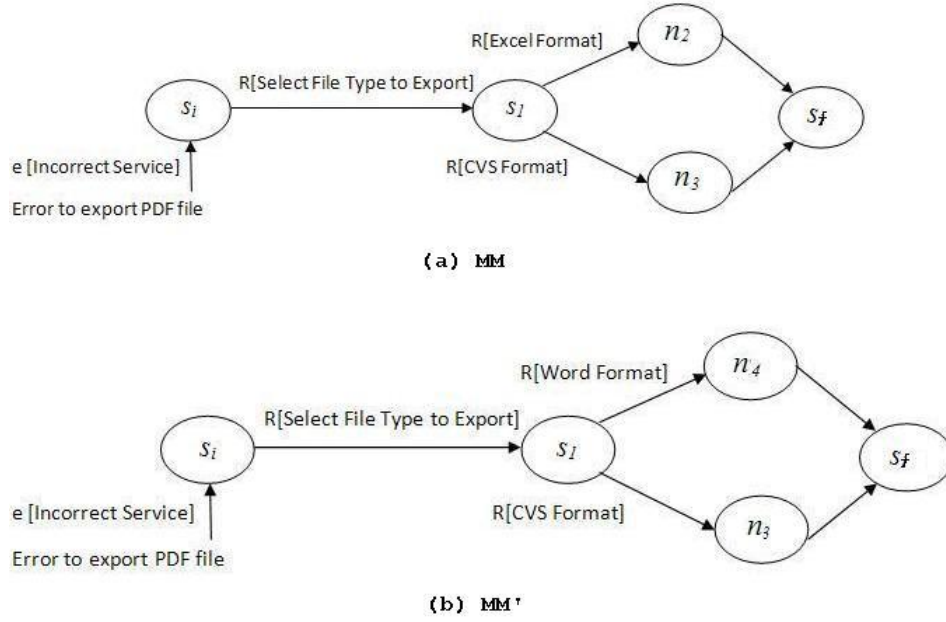 n2
R[Excel Format]
R[Select File Type to Export]
si
s1
sf
e [Incorrect Service]
R[CVS Format]
n3
Error to export PDF file
(a) MM
n4
R[Word Format]
R[Select File Type to Export]
si
s1
sf
e [Incorrect Service]
R[CVS Format]
n3
Error to export PDF file
(b) MM'